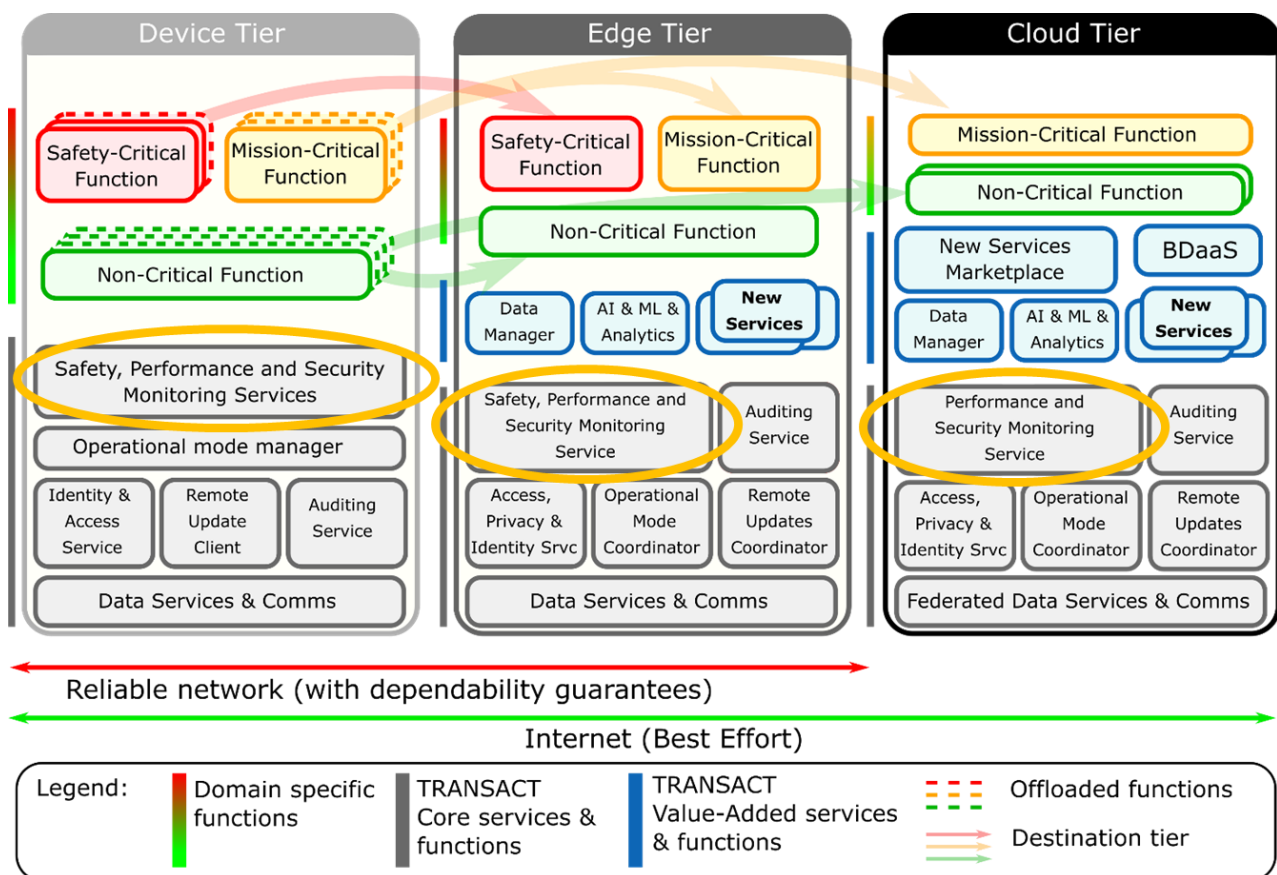 Device Tier
Safety-Critical
Function
Mission-Critical
Function
Non-Critical Function
Safety, Performance and Security
Monitoring Services
Operational mode manager
Identity &
Access
Service
Remote
Update
Client
Auditing
Service
Data Services & Comms
Edge Tier
Safety-Critical
Function
Mission-Critical
Function
Non-Critical Function
Data
Manager
AI & ML &
Analytics
New
Services
Safety, Performance and
Security Monitoring
Service
Auditing
Service
Access,
Privacy &
Identity Srvc
Operational
Mode
Coordinator
Remote
Updates
Coordinator
Data Services & Comms
Cloud Tier
Mission-Critical Function
Non-Critical Function
New Services
Marketplace
BDaaS
Data
Manager
AI & ML &
Analytics
New
Services
Performance and
Security Monitoring
Service
Auditing
Service
Access,
Privacy &
Identity Srvc
Operational
Mode
Coordinator
Remote
Updates
Coordinator
Federated Data Services & Comms
Reliable network (with dependability guarantees)
Internet (Best Effort)
Legend:
Domain specific
functions
TRANSACT
Core services &
functions
TRANSACT
Value-Added services
& functions
Offloaded functions
Destination tier